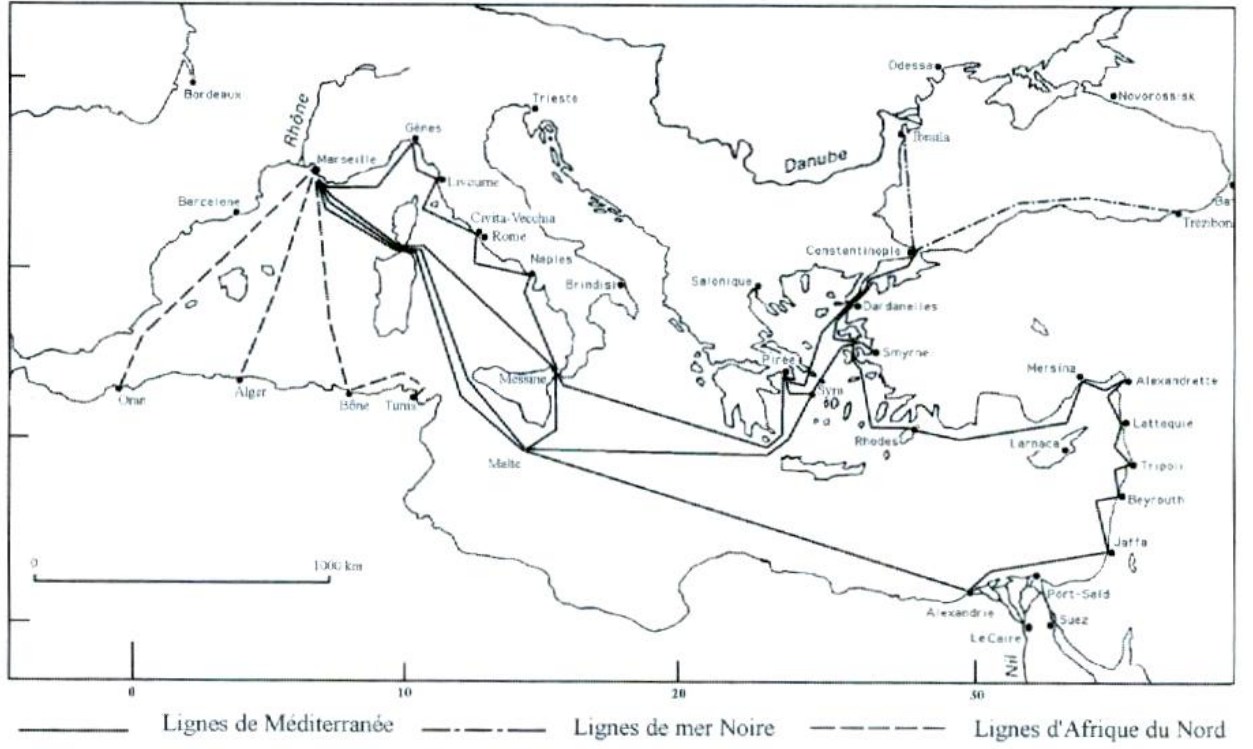 Odessa
Bordeaux
Novorossisk
Trieste
Rhône
Ibraïla
Gênes
Danube
Marseille
Livourne
Barcelone
Civita-Vecchia
Rome
Trézibon
Constantinople
Naples
Brindisi
Salonique
Dardanelles
Smyrne
Pirée
Messine
Mersina
Alexandrette
Oran
Alger
Bône
Tunis
Syra
Lattaquie
Rhodes
Larnaca
Malte
Tripoli
Beyrouth
Jaffa
0
1000 km
Port-Saïd
Alexandrie
Suez
Le Caire
Nil
0
10
20
30
Lignes de Méditerranée
Lignes de mer Noire
Lignes d'Afrique du Nord